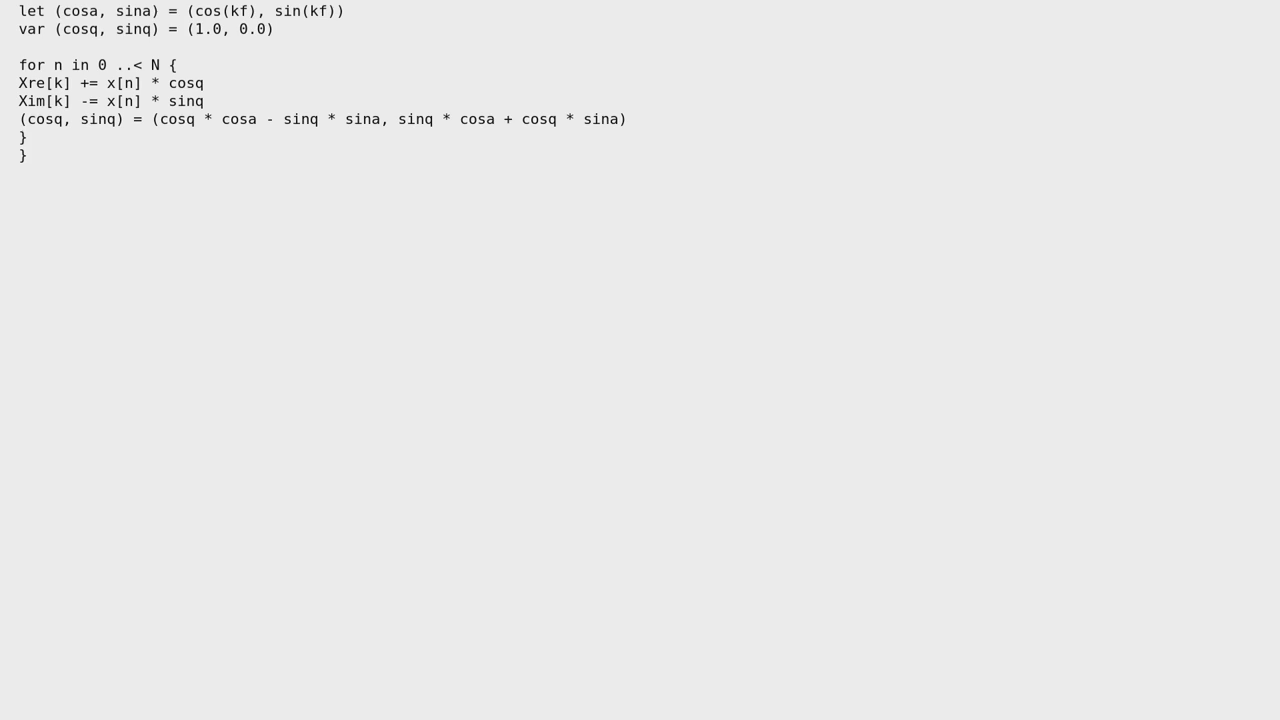 let (cosa, sina) = (cos(kf), sin(kf))
var (cosq, sinq) = (1.0, 0.0)
for n in 0 ..< N {
Xre[k] += x[n] * cosq
Xim[k] -= x[n] * sinq
(cosq, sinq) = (cosq * cosa - sinq * sina, sinq * cosa + cosq * sina)
}
}